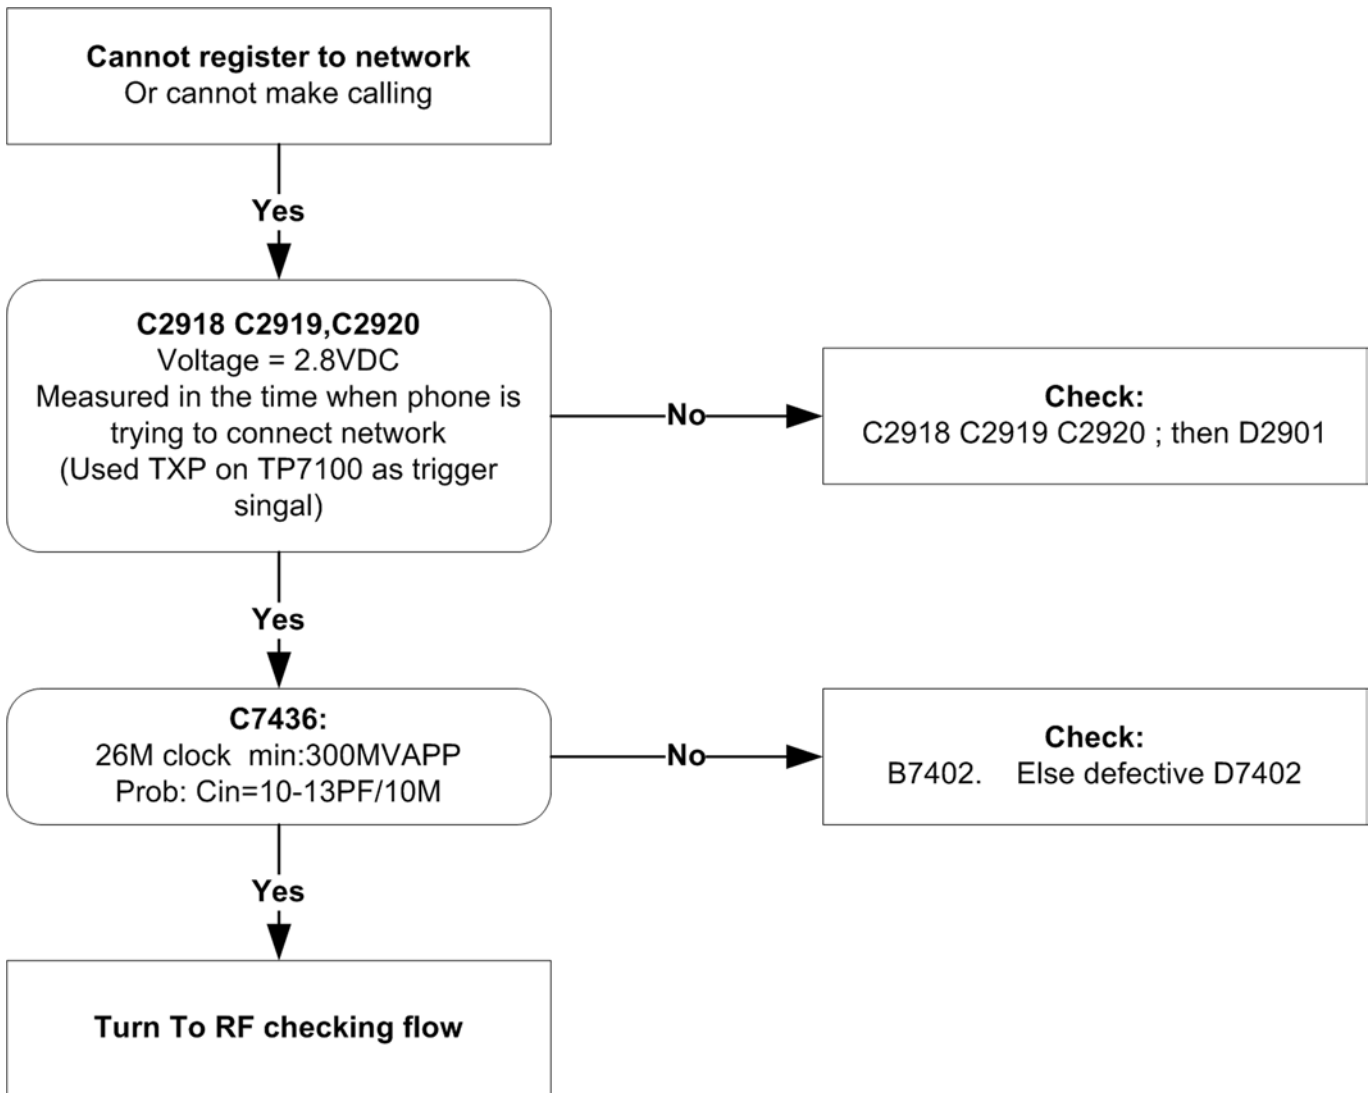 Cannot register to network
Or cannot make calling
Yes
C2918 C2919,C2920
Voltage = 2.8VDC
Measured in the time when phone is
trying to connect network
(Used TXP on TP7100 as trigger
singal)
No
Check:
C2918 C2919 C2920 ; then D2901
Yes
C7436:
26M clock  min:300MVAPP
Prob: Cin=10-13PF/10M
No
Check:
B7402.    Else defective D7402
Yes
Turn To RF checking flow